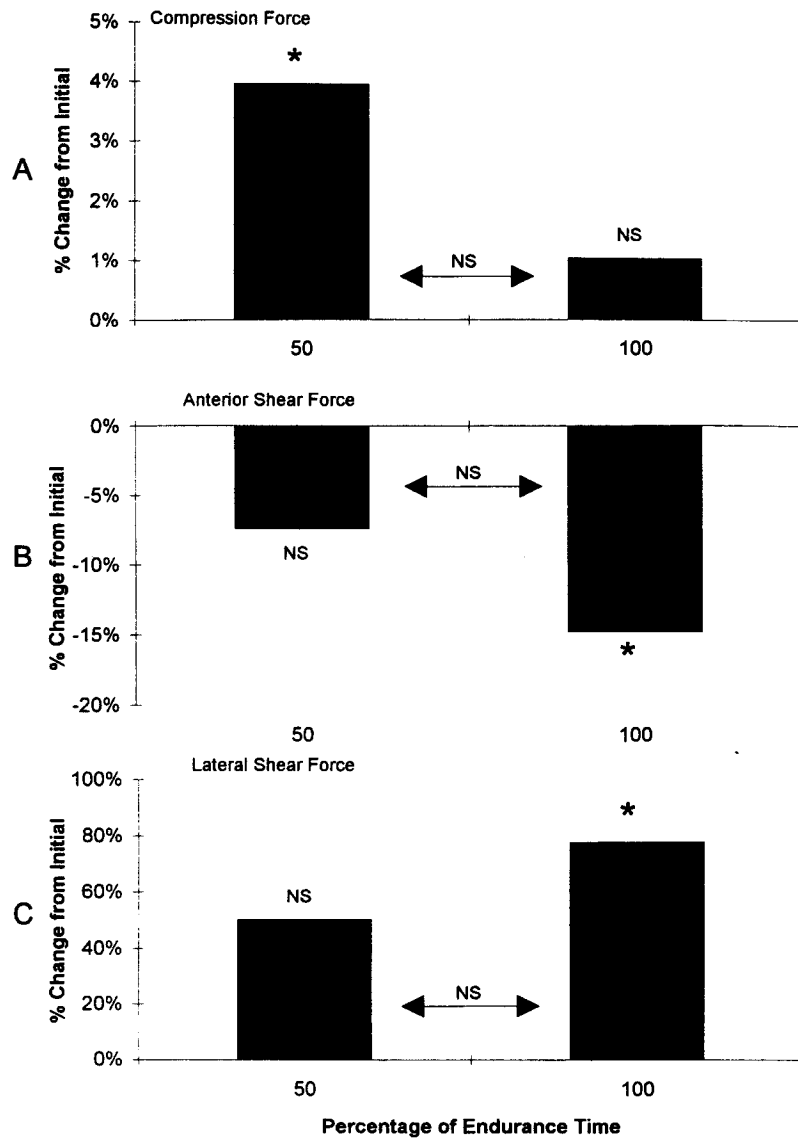 Compression Force
5%
*
4%
3%
A
% Change from Initial
2%
NS
NS
1%
0%
50 100
Anterior Shear Force
0%
NS
-5%
NS
B
% Change from Initial
-10%
-15%
*
-20%
50 100
Lateral Shear Force
100%
*
80%
NS
60%
C
% Change from Initial
40%
NS
20%
0%
50 100
Percentage of Endurance Time